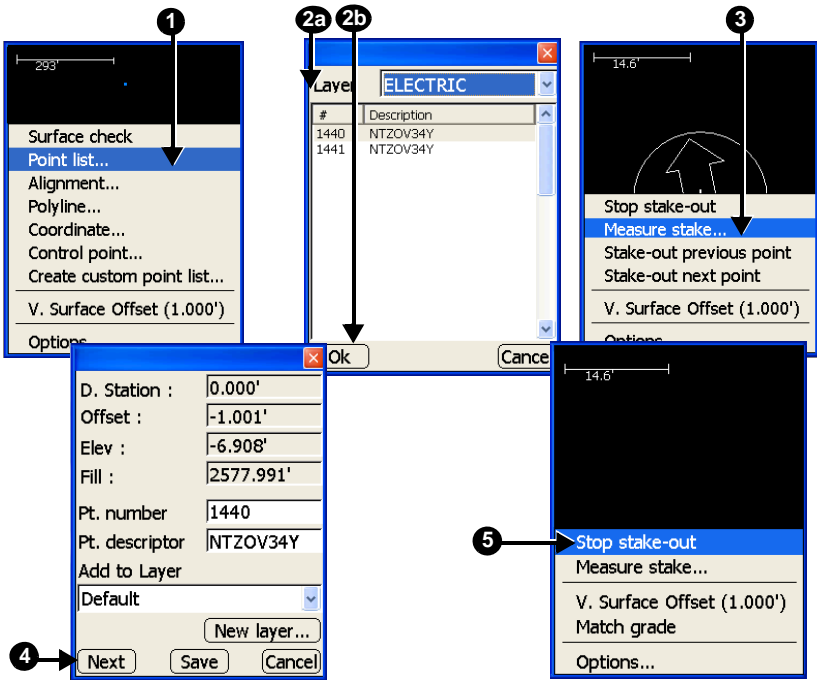 1
2a 2b
3
293'
Surface check
Point list...
Alignment...
Polyline...
Coordinate...
Control point...
Create custom point list...
V. Surface Offset (1.000')
Options
Layer ELECTRIC
# Description
1440 NTZOV34Y
1441 NTZOV34Y
Ok Cance
14.6'
Stop stake-out
Measure stake...
Stake-out previous point
Stake-out next point
V. Surface Offset (1.000')
Options
D. Station : 0.000'
Offset : -1.001'
Elev : -6.908'
Fill : 2577.991'
Pt. number 1440
Pt. descriptor NTZOV34Y
Add to Layer
Default
New layer...
4
Next Save Cancel
14.6'
5
Stop stake-out
Measure stake...
V. Surface Offset (1.000')
Match grade
Options...